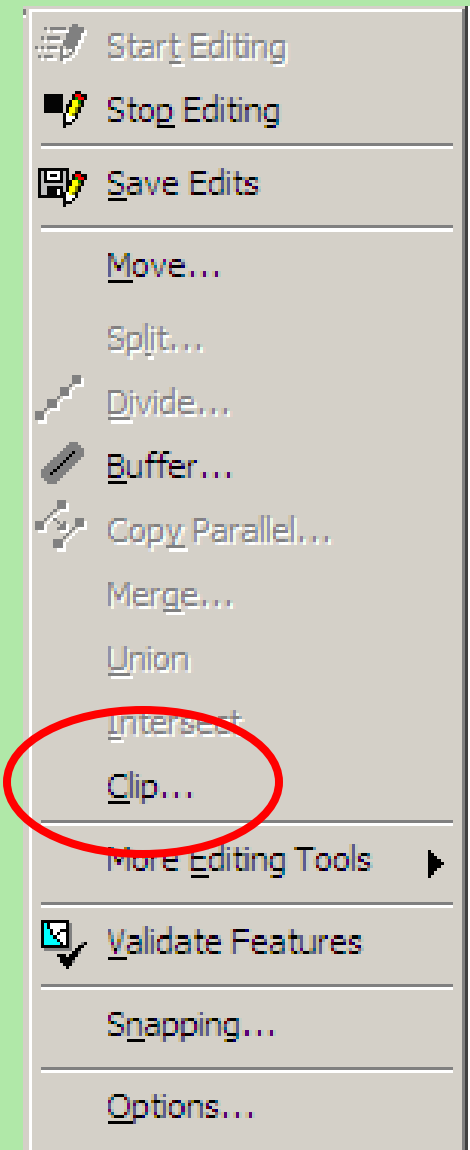 Start Editing
Stop Editing
Save Edits
Move...
Split...
Divide...
Buffer...
Copy Parallel...
Merge...
Union
Intersect
Clip...
More Editing Tools
Validate Features
Snapping...
Options...